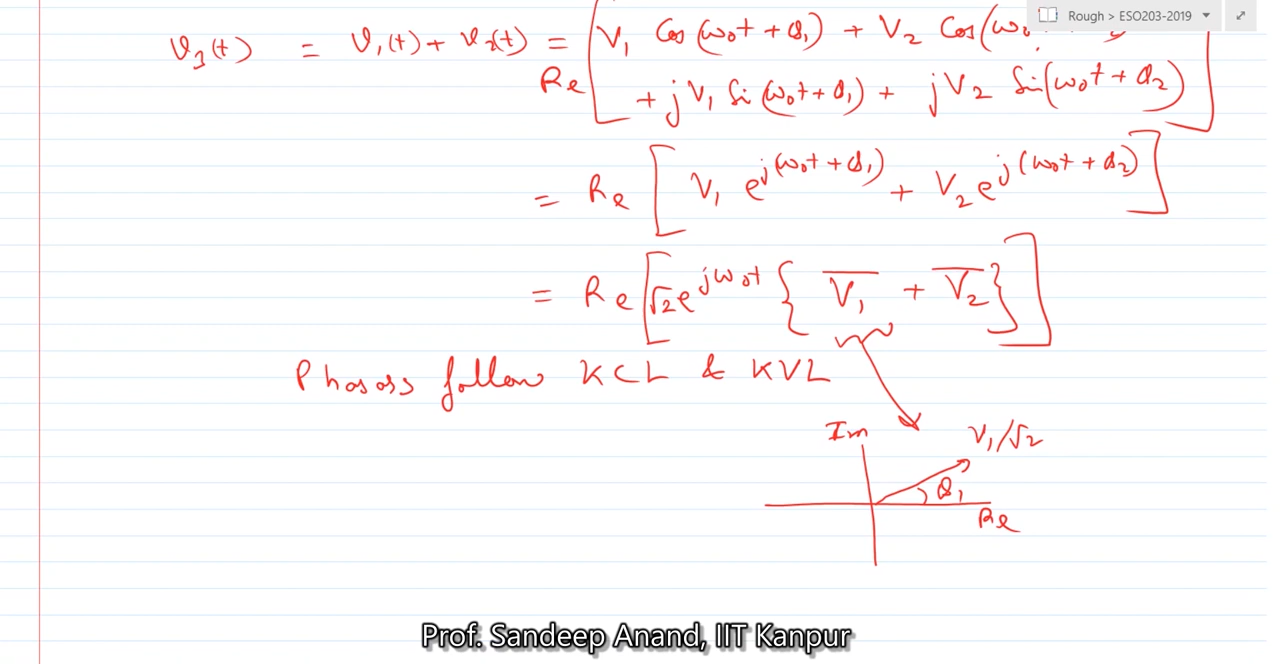 Rough > ESO203-2019
v₃(t) = v₁(t) + v₂(t) = Re [ V₁ Cos(ω₀t + θ₁) + V₂ Cos(ω₀
+ jV₁ Sin(ω₀t + θ₁) + jV₂ Sin(ω₀t + θ₂) ]
= Re [ V₁ e^j(ω₀t + θ₁) + V₂ e^j(ω₀t + θ₂) ]
= Re [ √2 e^jω₀t { V̅₁ + V̅₂ } ]
Phasors follow KCL & KVL
Im
V₁/√2
θ₁
Re
Prof. Sandeep Anand, IIT Kanpur